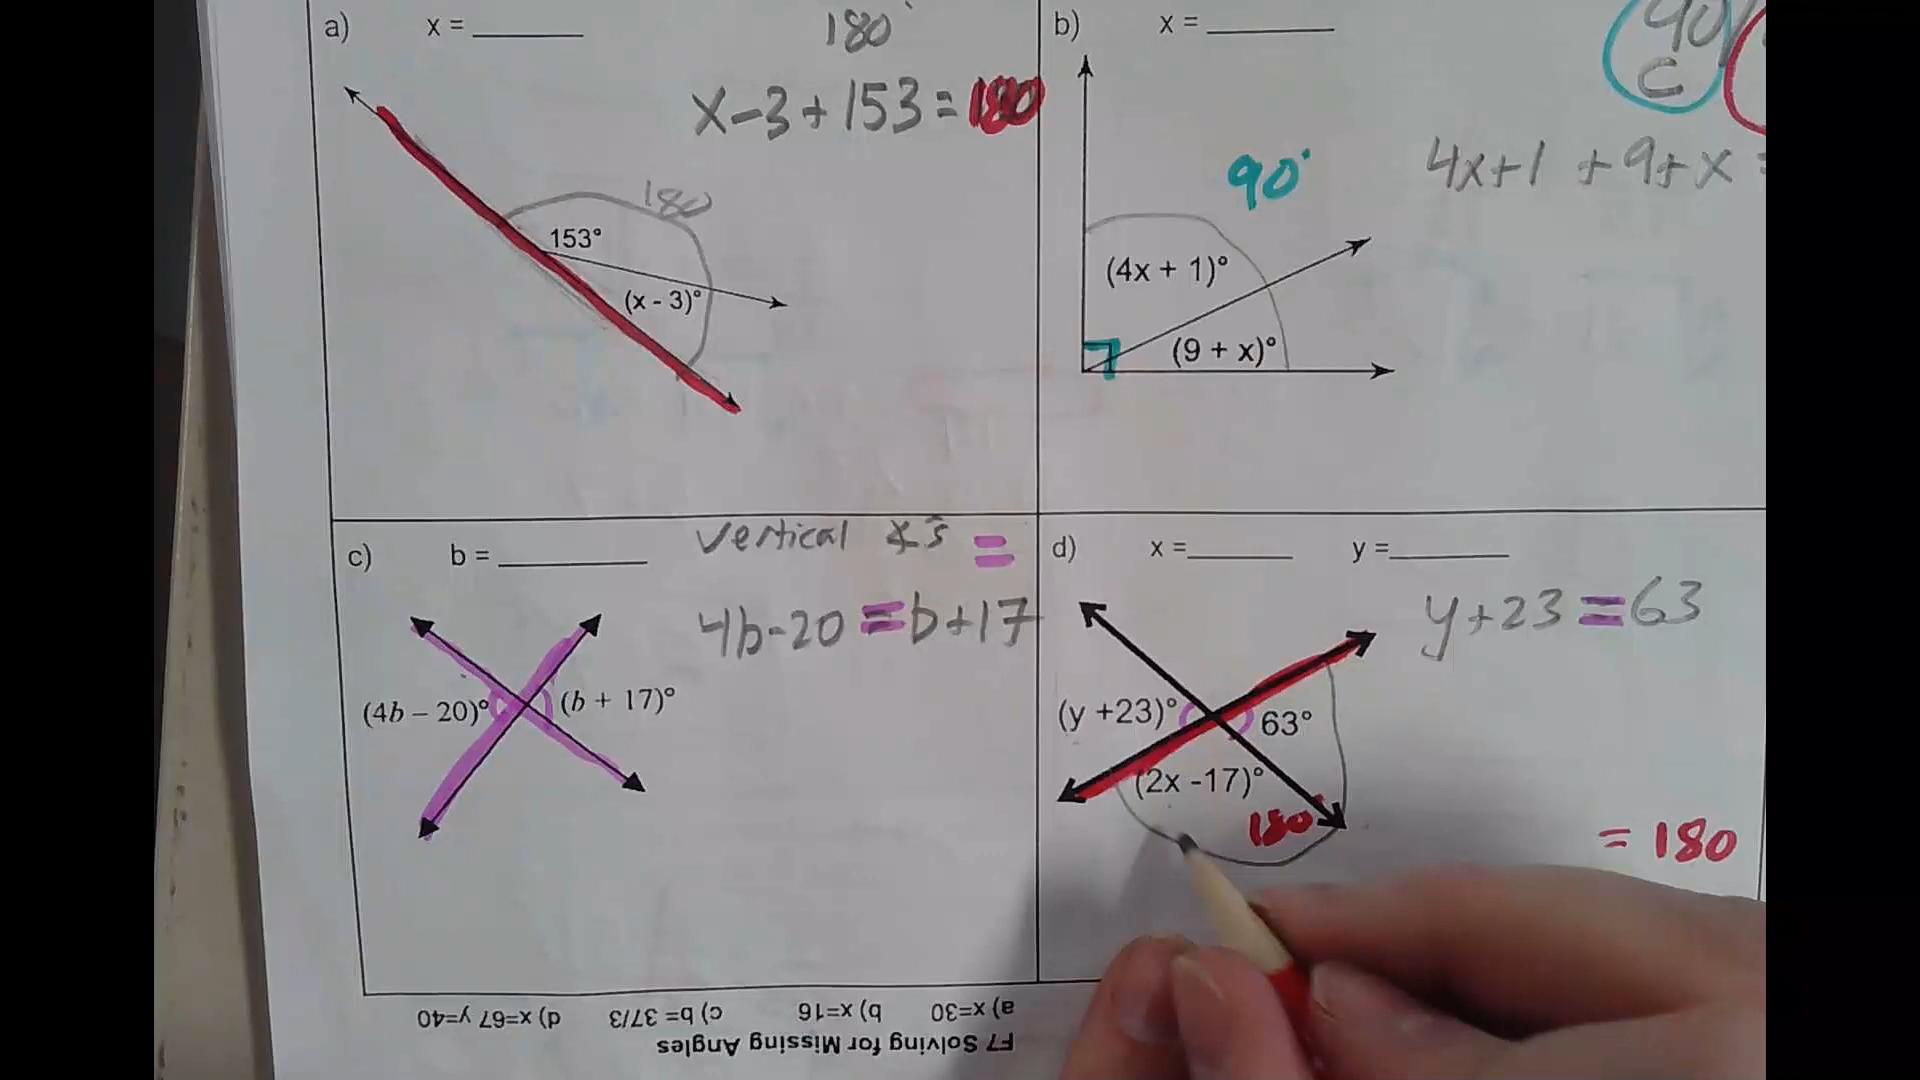 a) x = ______ 180°
x-3+153=180
180
153°
(x - 3)°
b) x = ______ 90
C
90°
4x+1 +9+x =
(4x + 1)°
(9 + x)°
c) b = ______ vertical ∡'s =
4b-20=b+17
(4b – 20)° (b + 17)°
d) x =______ y =______
y+23=63
(y +23)° 63°
(2x -17)°
180°
= 180
F7 Solving for Missing Angles
a) x=30 b) x=16 c) b= 37/3 d) x=67 y=40